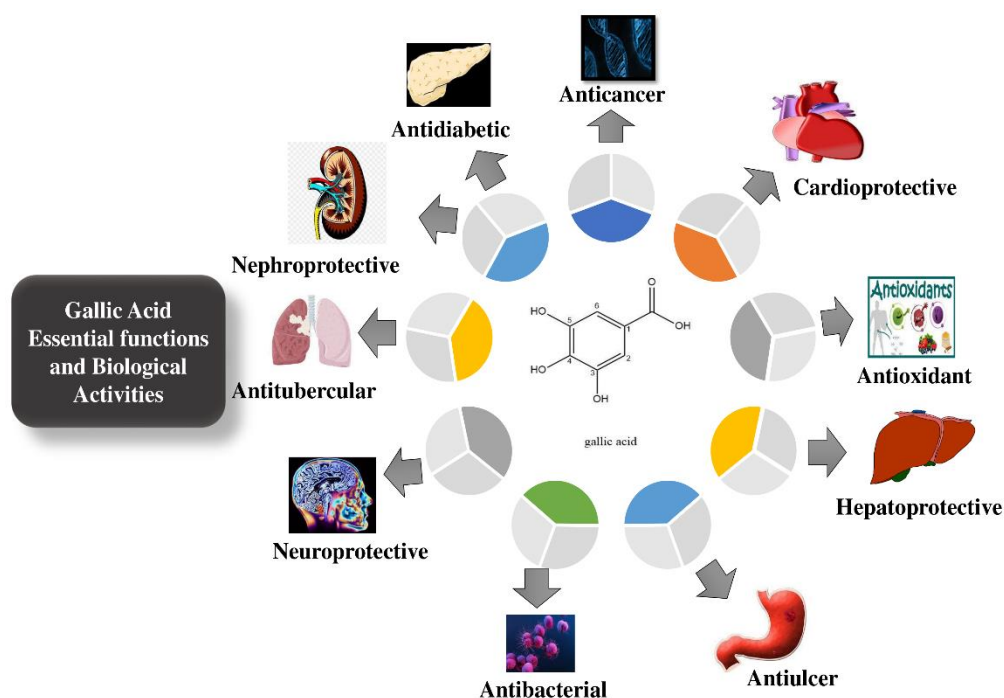 Anticancer
Antidiabetic
Cardioprotective
Nephroprotective
Gallic Acid
Essential functions
and Biological
Activities
Antitubercular
O
HO
6
5
1
OH
4
2
HO
3
OH
gallic acid
Antioxidants
Antioxidant
Hepatoprotective
Neuroprotective
Antibacterial
Antiulcer